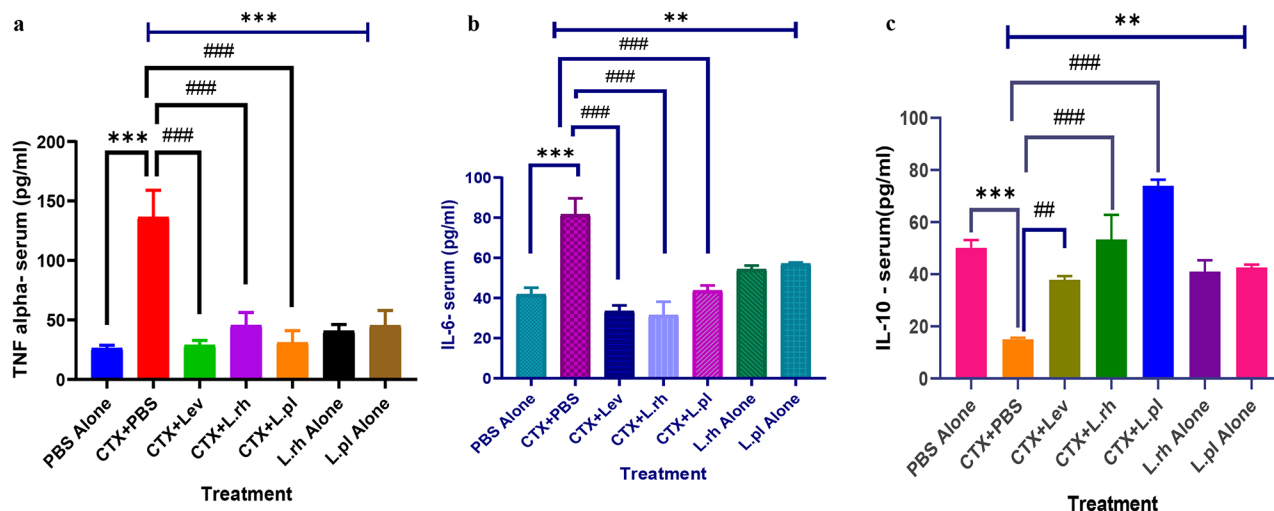 a
***
###
###
***
###
TNF alpha- serum (pg/ml)
200
150
100
50
0
PBS Alone
CTX+PBS
CTX+Lev
CTX+L.rh
CTX+L.pl
L.rh Alone
L.pl Alone
Treatment
b
**
###
###
###
***
IL-6- serum (pg/ml)
100
80
60
40
20
0
PBS Alone
CTX+PBS
CTX+Lev
CTX+L.rh
CTX+L.pl
L.rh Alone
L.pl Alone
Treatment
c
**
###
###
***
##
IL-10 - serum(pg/ml)
100
80
60
40
20
0
PBS Alone
CTX+PBS
CTX+Lev
CTX+L.rh
CTX+L.pl
L.rh Alone
L.pl Alone
Treatment